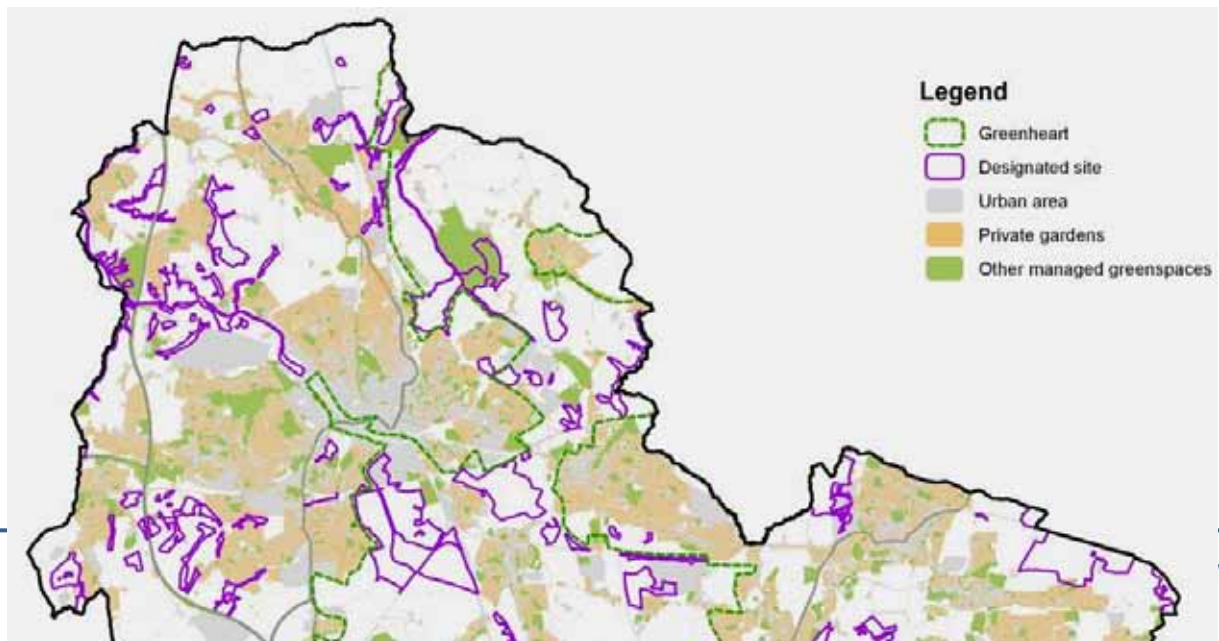 Legend
Greenheart
Designated site
Urban area
Private gardens
Other managed greenspaces